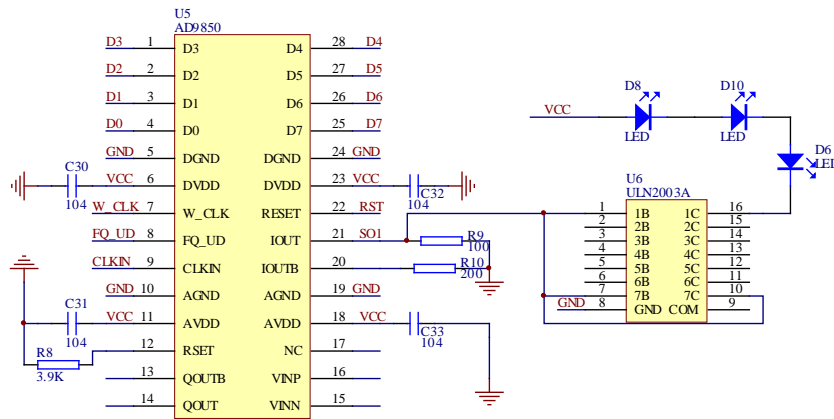 U5
AD9850
D3 1 D3 D4 28 D4
D2 2 D2 D5 27 D5
D1 3 D1 D6 26 D6
D0 4 D0 D7 25 D7
GND 5 DGND DGND 24 GND
C30 104 VCC 6 DVDD DVDD 23 VCC C32 104
W_CLK 7 W_CLK RESET 22 RST
FQ_UD 8 FQ_UD IOUT 21 SO1 R9 100
CLKIN 9 CLKIN IOUTB 20 R10 200
GND 10 AGND AGND 19 GND
C31 104 VCC 11 AVDD AVDD 18 VCC C33 104
R8 3.9K 12 RSET NC 17
13 QOUTB VINP 16
14 QOUT VINN 15
VCC D8 LED D10 LED
D6 LED
U6
ULN2003A
1 1B 1C 16
2 2B 2C 15
3 3B 3C 14
4 4B 4C 13
5 5B 5C 12
6 6B 6C 11
7 7B 7C 10
GND 8 GND COM 9